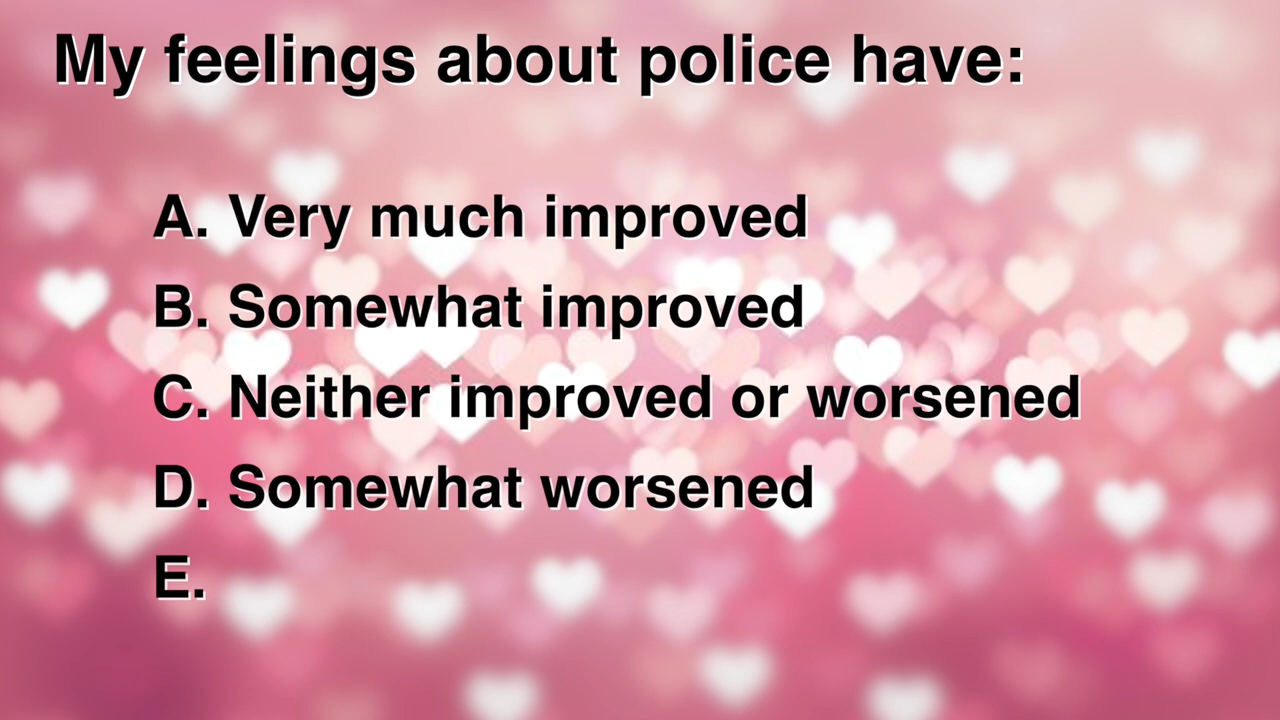 My feelings about police have:
A. Very much improved
B. Somewhat improved
C. Neither improved or worsened
D. Somewhat worsened
E.